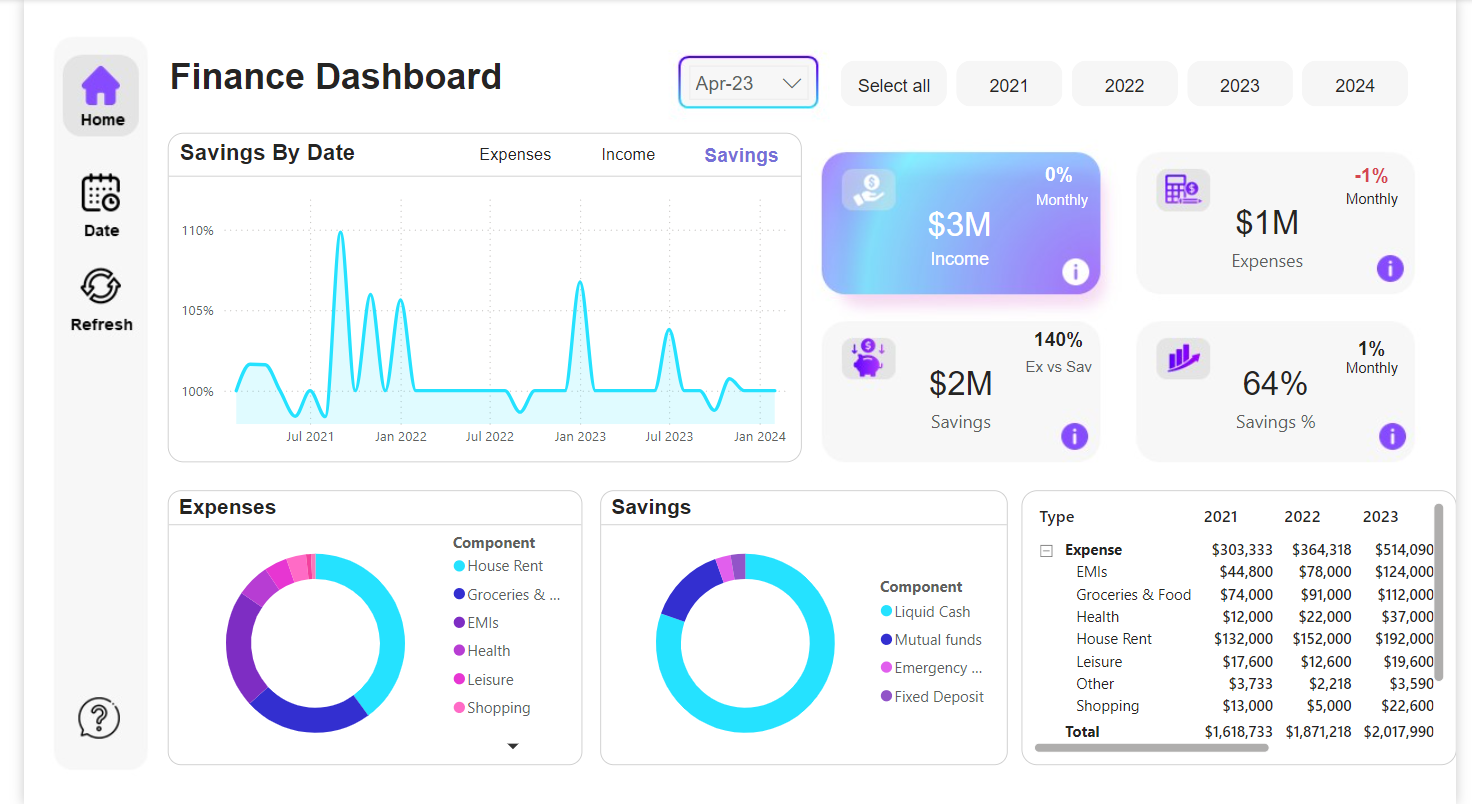 Home
Date
Refresh
Finance Dashboard
Apr-23
Select all 2021 2022 2023 2024
Savings By Date Expenses Income Savings
110%
105%
100%
Jul 2021 Jan 2022 Jul 2022 Jan 2023 Jul 2023 Jan 2024
0%
Monthly
$3M
Income
-1%
Monthly
$1M
Expenses
140%
Ex vs Sav
$2M
Savings
1%
Monthly
64%
Savings %
Expenses
Component
House Rent
Groceries & ...
EMIs
Health
Leisure
Shopping
Savings
Component
Liquid Cash
Mutual funds
Emergency ...
Fixed Deposit
Type 2021 2022 2023
Expense $303,333 $364,318 $514,090
EMIs $44,800 $78,000 $124,000
Groceries & Food $74,000 $91,000 $112,000
Health $12,000 $22,000 $37,000
House Rent $132,000 $152,000 $192,000
Leisure $17,600 $12,600 $19,600
Other $3,733 $2,218 $3,590
Shopping $13,000 $5,000 $22,600
Total $1,618,733 $1,871,218 $2,017,990